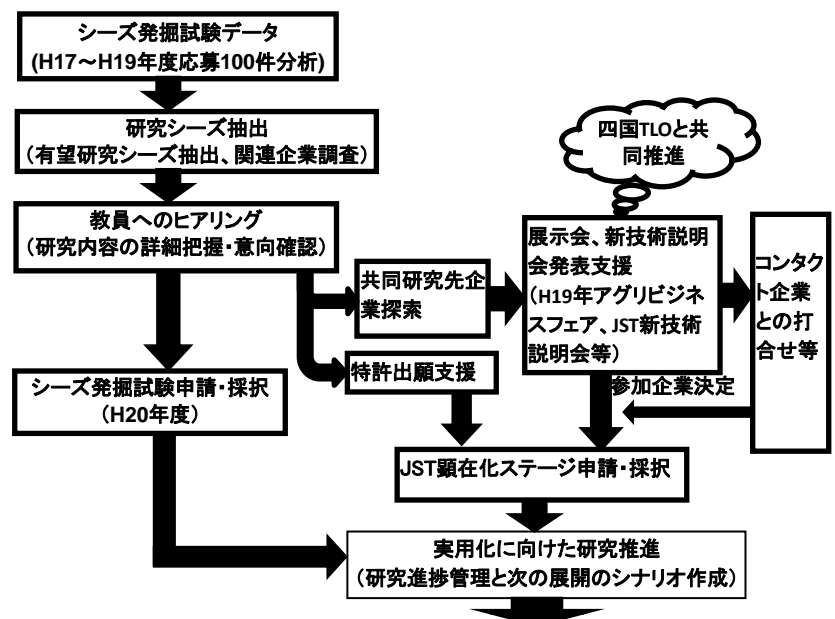 シーズ発掘試験データ
(H17～H19年度応募100件分析)
研究シーズ抽出
（有望研究シーズ抽出、関連企業調査）
四国TLOと共
同推進
教員へのヒアリング
（研究内容の詳細把握・意向確認）
共同研究先企
業探索
展示会、新技術説明
会発表支援
（H19年アグリビジネ
スフェア、JST新技術
説明会等）
コンタク
ト企業
との打
合せ等
特許出願支援
シーズ発掘試験申請・採択
（H20年度）
参加企業決定
JST顕在化ステージ申請・採択
実用化に向けた研究推進
（研究進捗管理と次の展開のシナリオ作成）